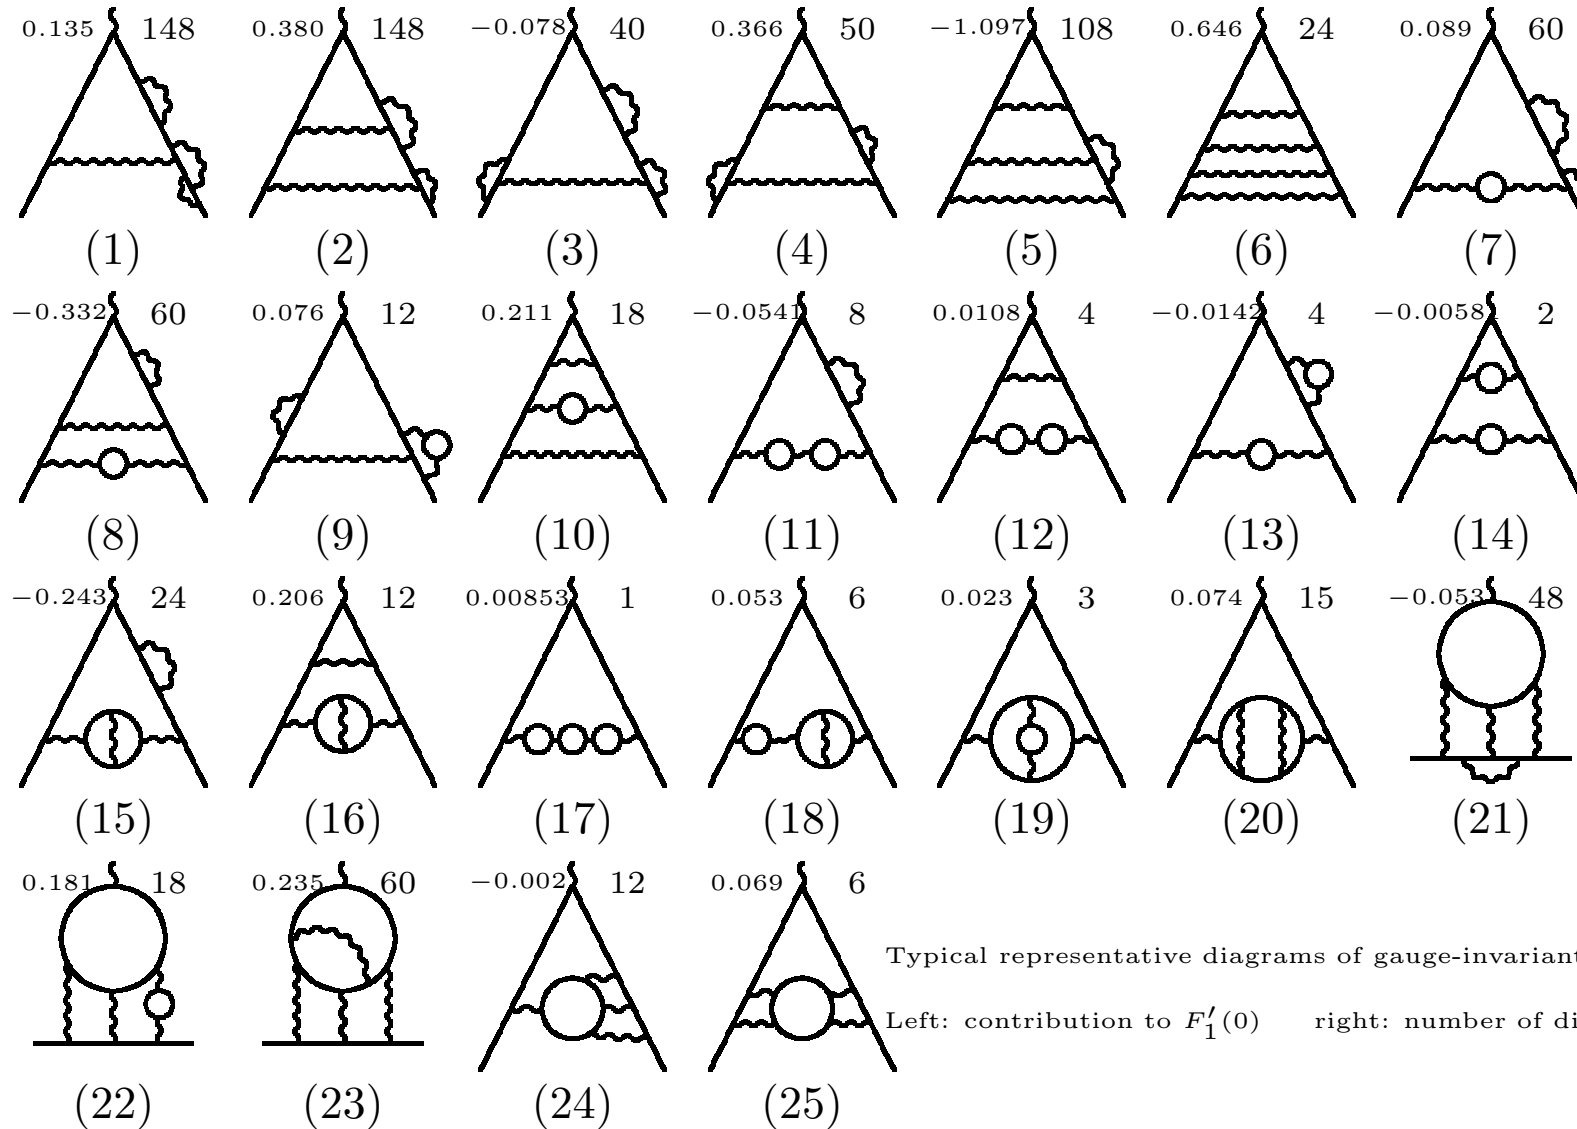 0.135 148 0.380 148 −0.078 40 0.366 50 −1.097 108 0.646 24 0.089 60
(1) (2) (3) (4) (5) (6) (7)
−0.332 60 0.076 12 0.211 18 −0.0541 8 0.0108 4 −0.0142 4 −0.0058 2
(8) (9) (10) (11) (12) (13) (14)
−0.243 24 0.206 12 0.00853 1 0.053 6 0.023 3 0.074 15 −0.053 48
(15) (16) (17) (18) (19) (20) (21)
0.181 18 0.235 60 −0.002 12 0.069 6
Typical representative diagrams of gauge-invariant
Left: contribution to F′₁(0) right: number of di
(22) (23) (24) (25)